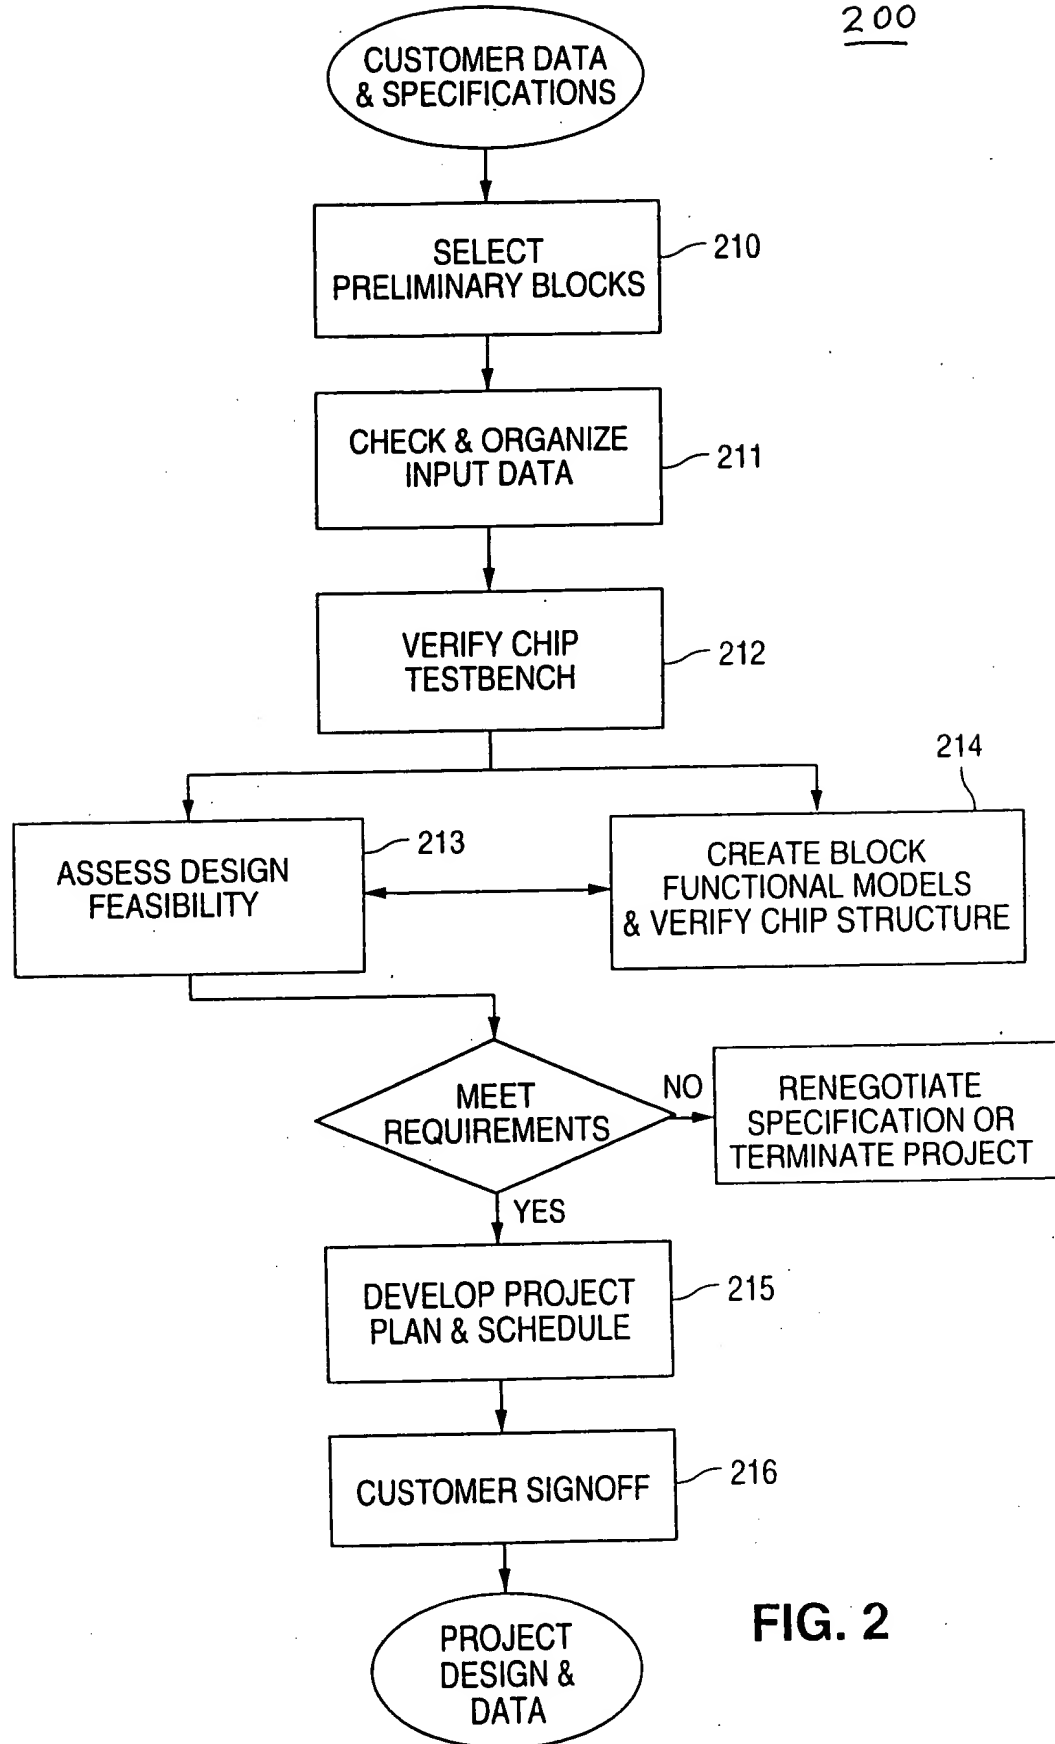 200
CUSTOMER DATA
& SPECIFICATIONS
SELECT
PRELIMINARY BLOCKS
210
CHECK & ORGANIZE
INPUT DATA
211
VERIFY CHIP
TESTBENCH
212
214
ASSESS DESIGN
FEASIBILITY
213
CREATE BLOCK
FUNCTIONAL MODELS
& VERIFY CHIP STRUCTURE
MEET
REQUIREMENTS
NO
RENEGOTIATE
SPECIFICATION OR
TERMINATE PROJECT
YES
DEVELOP PROJECT
PLAN & SCHEDULE
215
CUSTOMER SIGNOFF
216
PROJECT
DESIGN &
DATA
FIG. 2